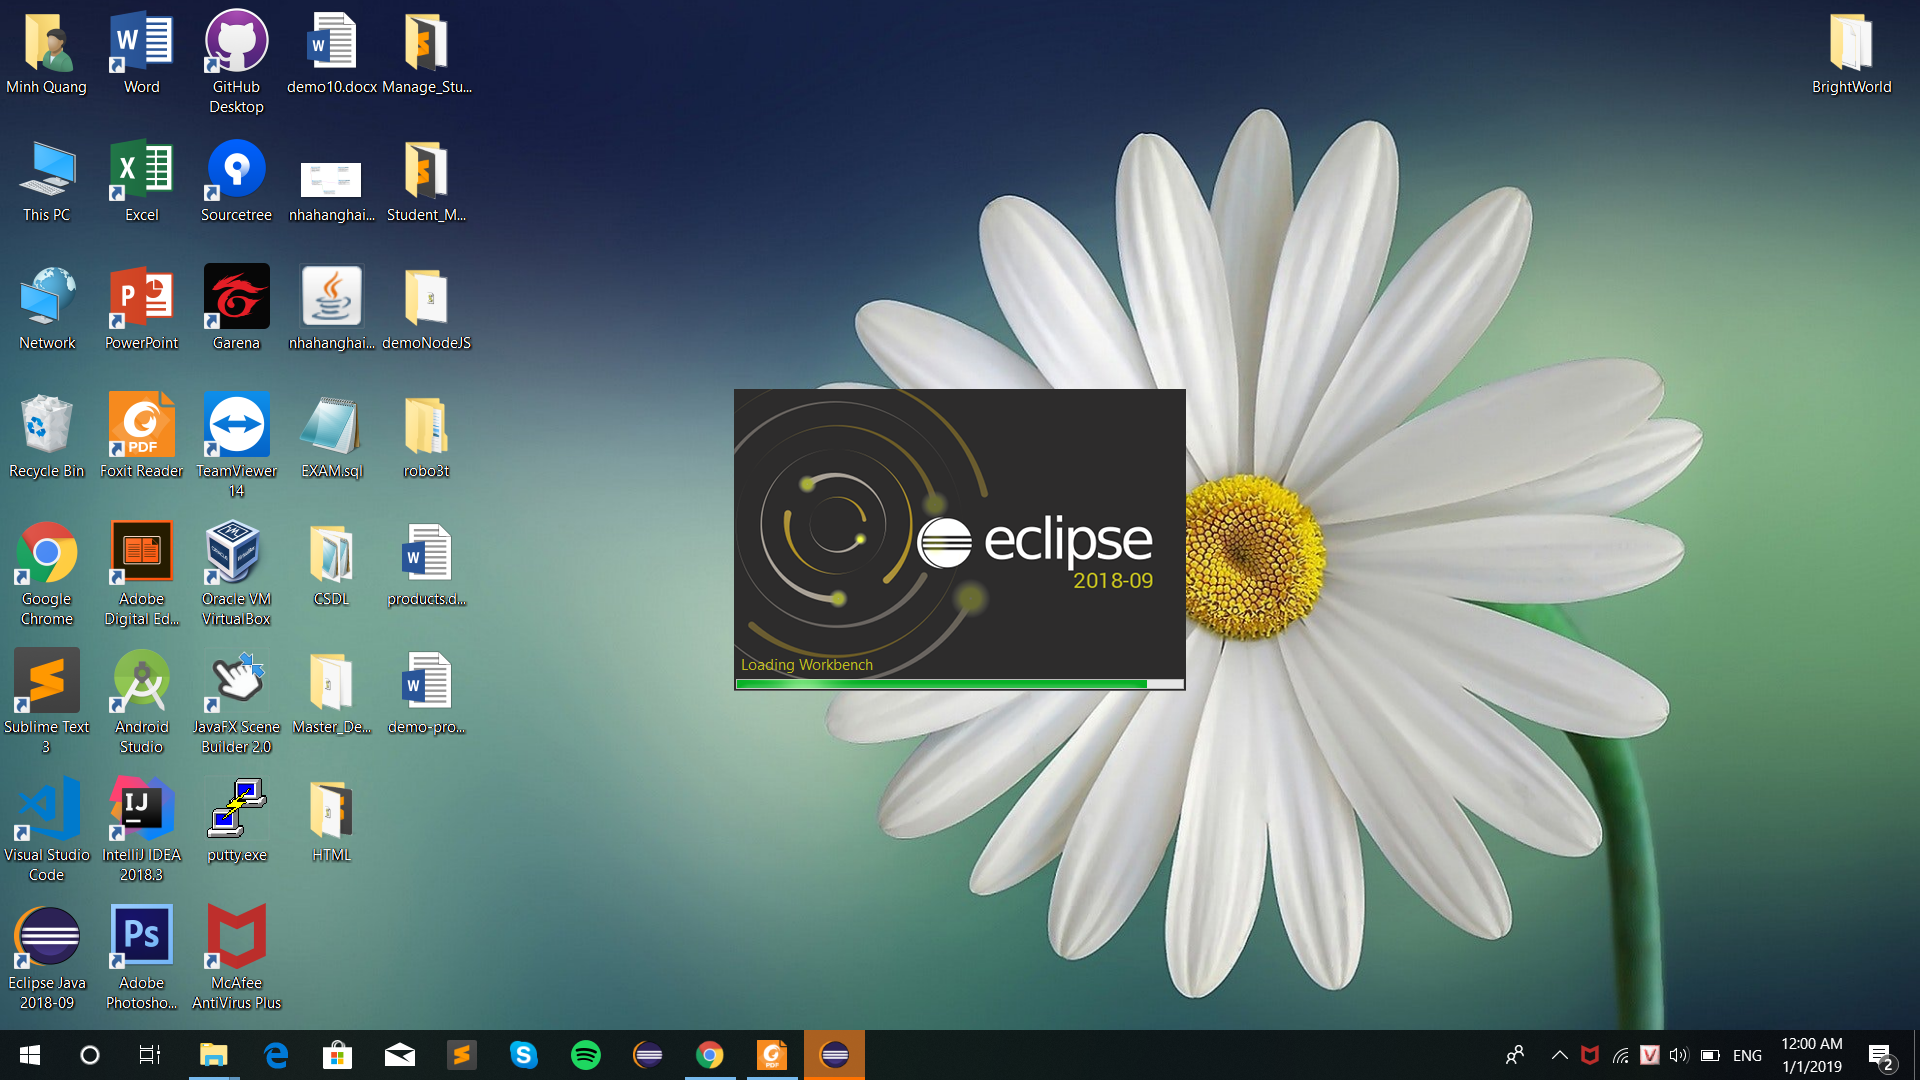 Minh Quang
Word
GitHub
Desktop
demo10.docx
Manage_Stu...
BrightWorld
This PC
Excel
Sourcetree
nhahanghai...
Student_M...
Network
PowerPoint
Garena
nhahanghai...
demoNodeJS
Recycle Bin
PDF
Foxit Reader
TeamViewer
14
EXAM.sql
robo3t
Google
Chrome
Adobe
Digital Ed...
Oracle VM
VirtualBox
CSDL
products.d...
Sublime Text
3
Android
Studio
JavaFX Scene
Builder 2.0
Master_De...
demo-pro...
Visual Studio
Code
IJ
IntelliJ IDEA
2018.3
putty.exe
HTML
Eclipse Java
2018-09
Ps
Adobe
Photosho...
McAfee
AntiVirus Plus
eclipse
2018-09
Loading Workbench
ENG
12:00 AM
1/1/2019
2